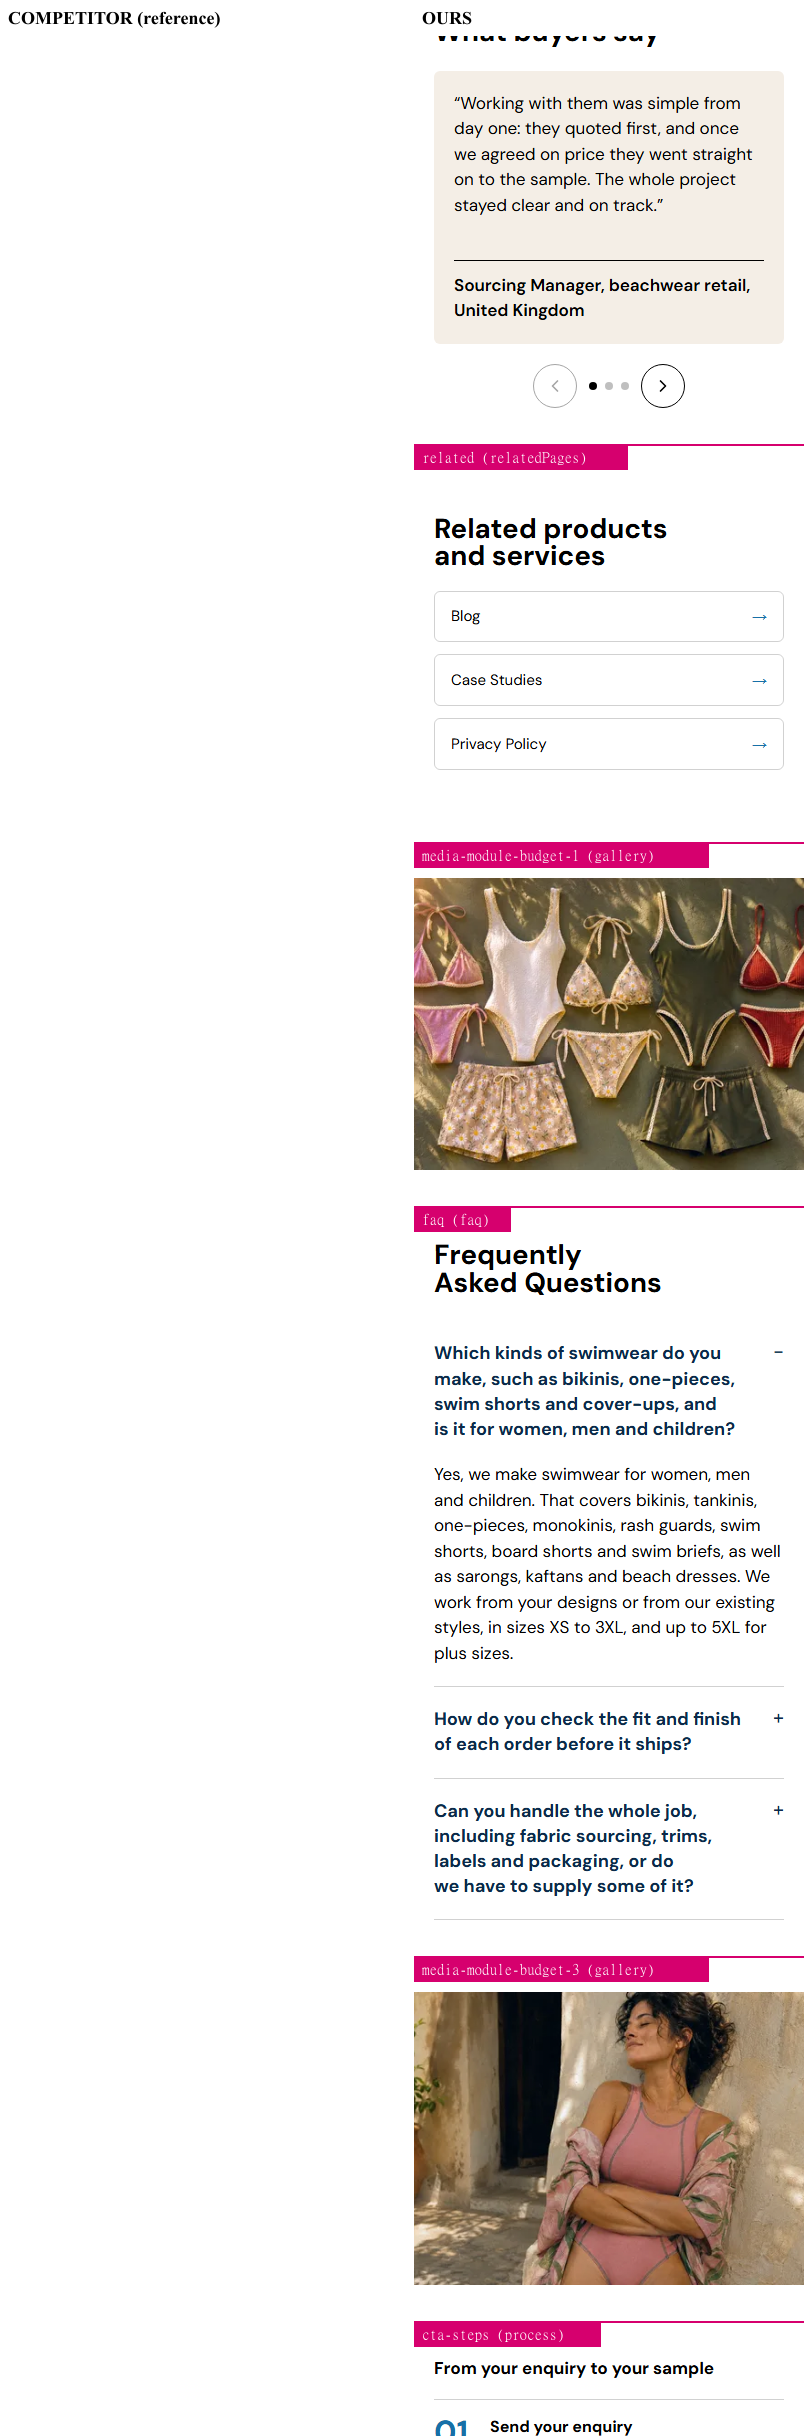 COMPETITOR (reference)
OURS
What buyers say
“Working with them was simple from
day one: they quoted first, and once
we agreed on price they went straight
on to the sample. The whole project
stayed clear and on track.”
Sourcing Manager, beachwear retail,
United Kingdom
related (relatedPages)
Related products
and services
Blog →
Case Studies →
Privacy Policy →
media-module-budget-1 (gallery)
faq (faq)
Frequently
Asked Questions
Which kinds of swimwear do you −
make, such as bikinis, one-pieces,
swim shorts and cover-ups, and
is it for women, men and children?
Yes, we make swimwear for women, men
and children. That covers bikinis, tankinis,
one-pieces, monokinis, rash guards, swim
shorts, board shorts and swim briefs, as well
as sarongs, kaftans and beach dresses. We
work from your designs or from our existing
styles, in sizes XS to 3XL, and up to 5XL for
plus sizes.
How do you check the fit and finish +
of each order before it ships?
Can you handle the whole job, +
including fabric sourcing, trims,
labels and packaging, or do
we have to supply some of it?
media-module-budget-3 (gallery)
cta-steps (process)
From your enquiry to your sample
01 Send your enquiry